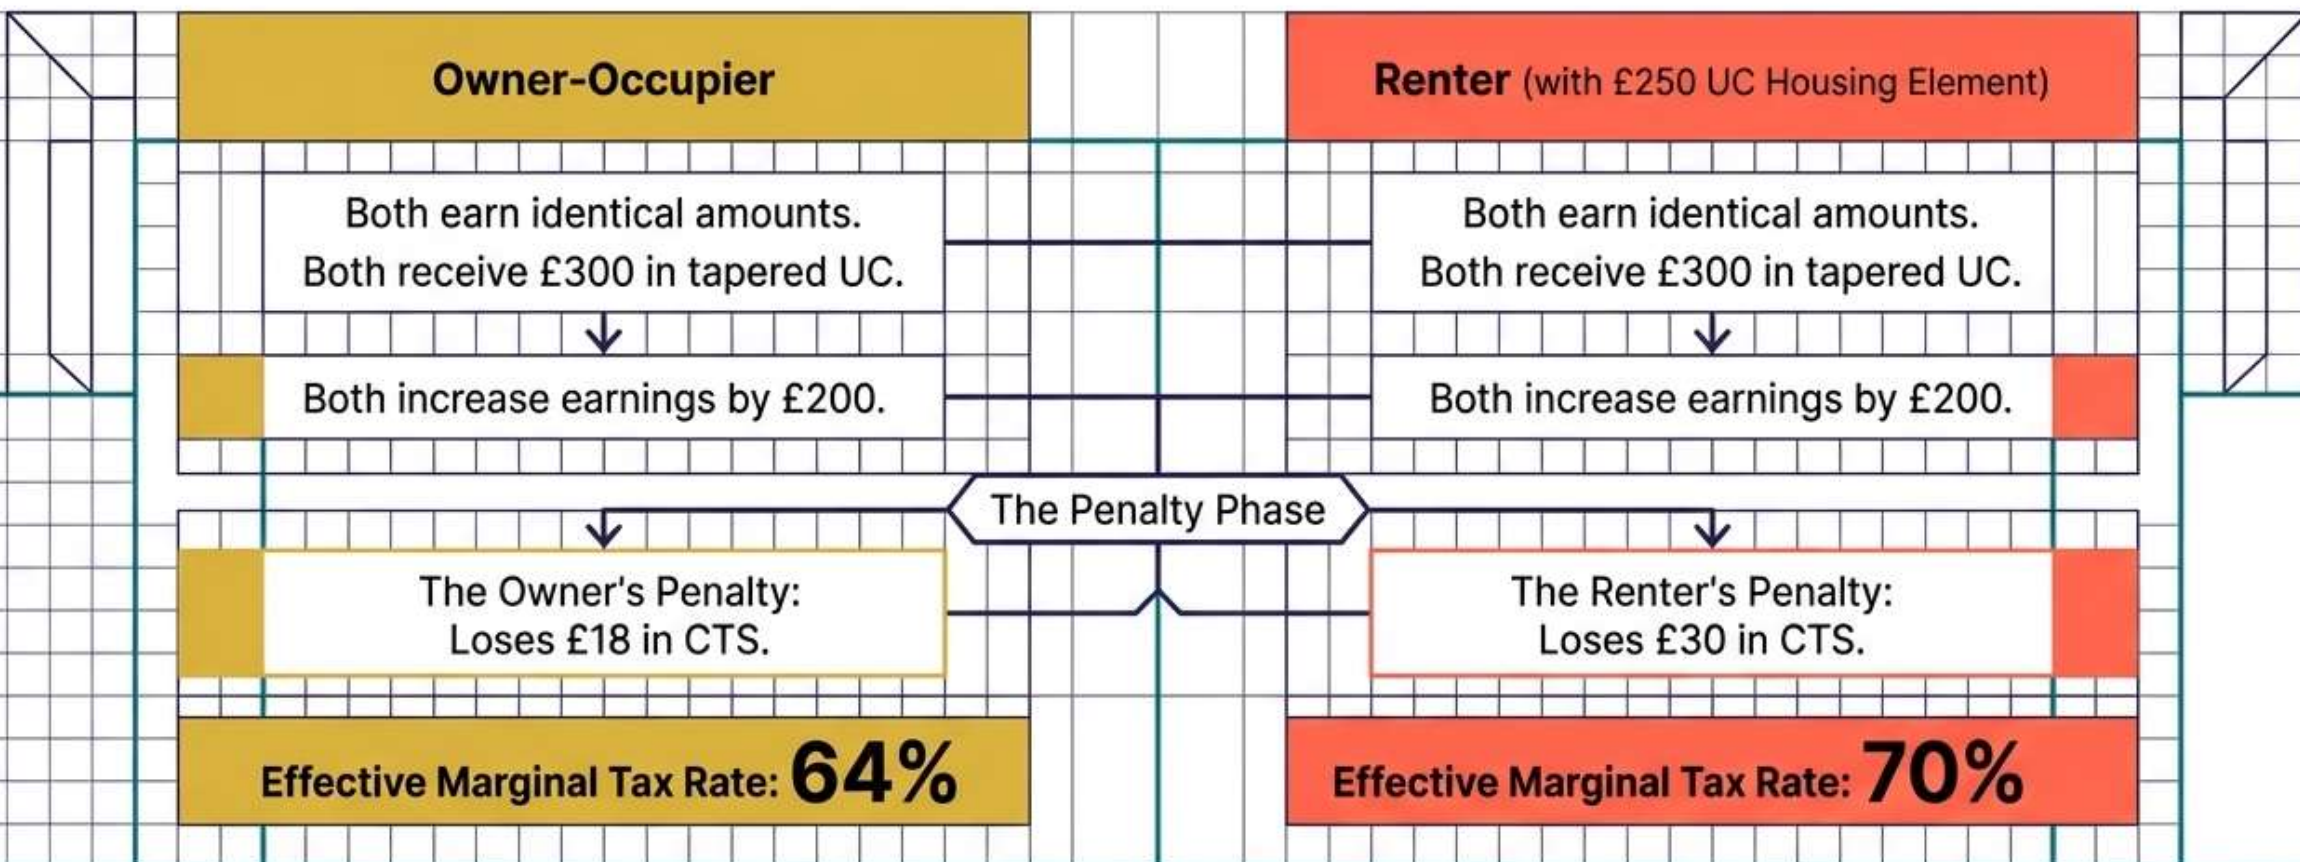 Owner-Occupier
Both earn identical amounts.
Both receive £300 in tapered UC.
Both increase earnings by £200.
Renter (with £250 UC Housing Element)
Both earn identical amounts.
Both receive £300 in tapered UC.
Both increase earnings by £200.
The Penalty Phase
The Owner's Penalty:
Loses £18 in CTS.
Effective Marginal Tax Rate: 64%
The Renter's Penalty:
Loses £30 in CTS.
Effective Marginal Tax Rate: 70%